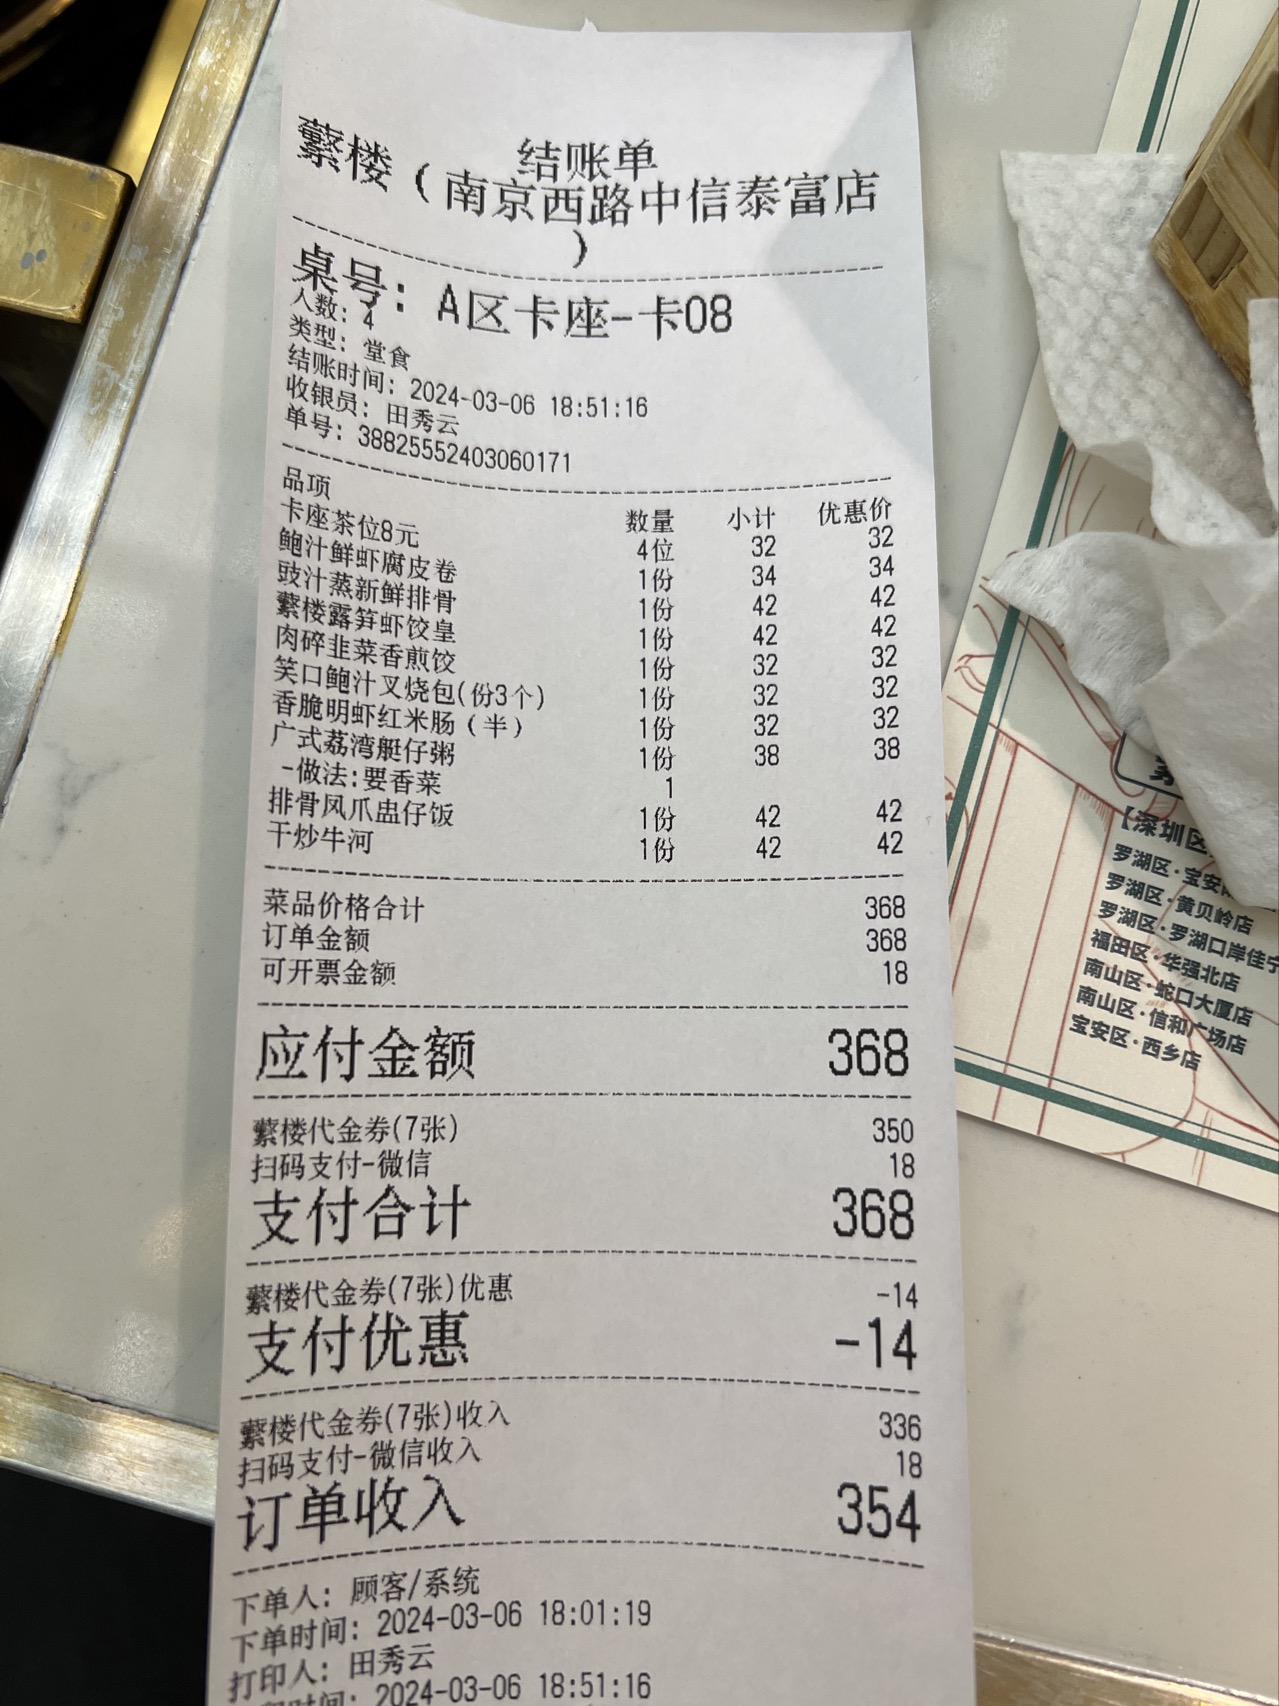 结账单
蘩楼（南京西路中信泰富店
）
桌号：A区卡座-卡08
人数：4
类型：堂食
结账时间：2024-03-06 18:51:16
收银员：田秀云
单号：38825552403060171
品项 数量 小计 优惠价
卡座茶位8元 4位 32 32
鲍汁鲜虾腐皮卷 1份 34 34
豉汁蒸新鲜排骨 1份 42 42
蘩楼露笋虾饺皇 1份 42 42
肉碎韭菜香煎饺 1份 32 32
笑口鲍汁叉烧包(份3个) 1份 32 32
香脆明虾红米肠（半） 1份 32 32
广式荔湾艇仔粥 1份 38 38
-做法:要香菜 1
排骨凤爪盅仔饭 1份 42 42
干炒牛河 1份 42 42
菜品价格合计 368
订单金额 368
可开票金额 18
应付金额 368
蘩楼代金券(7张) 350
扫码支付-微信 18
支付合计 368
蘩楼代金券(7张)优惠 -14
支付优惠 -14
蘩楼代金券(7张)收入 336
扫码支付-微信收入 18
订单收入 354
下单人：顾客/系统
下单时间：2024-03-06 18:01:19
打印人：田秀云
时间：2024-03-06 18:51:16
【深圳区
罗湖区·宝安
罗湖区·黄贝岭店
罗湖区·罗湖口岸佳宁
福田区·华强北店
南山区·蛇口大厦店
南山区·信和广场店
宝安区·西乡店